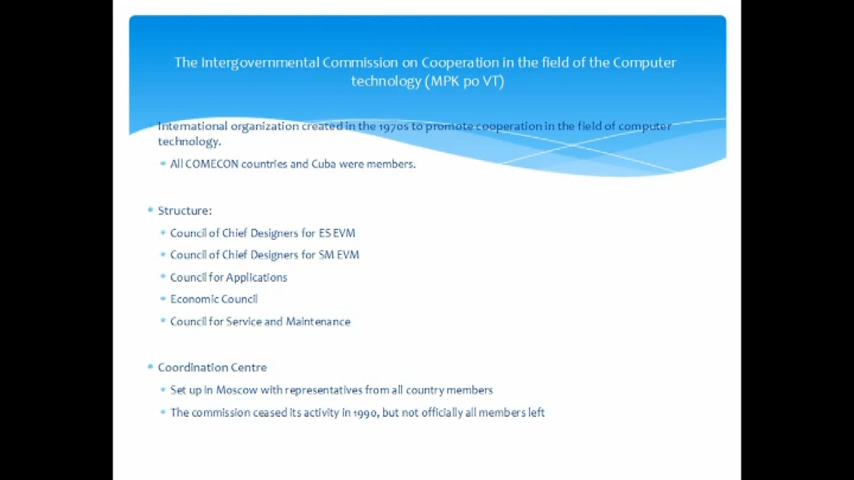 The Intergovernmental Commission on Cooperation in the field of the Computer
technology (MPK po VT)
International organization created in the 1970s to promote cooperation in the field of computer
technology.
All COMECON countries and Cuba were members.
Structure:
Council of Chief Designers for ES EVM
Council of Chief Designers for SM EVM
Council for Applications
Economic Council
Council for Service and Maintenance
Coordination Centre
Set up in Moscow with representatives from all country members
The commission ceased its activity in 1990, but not officially all members left